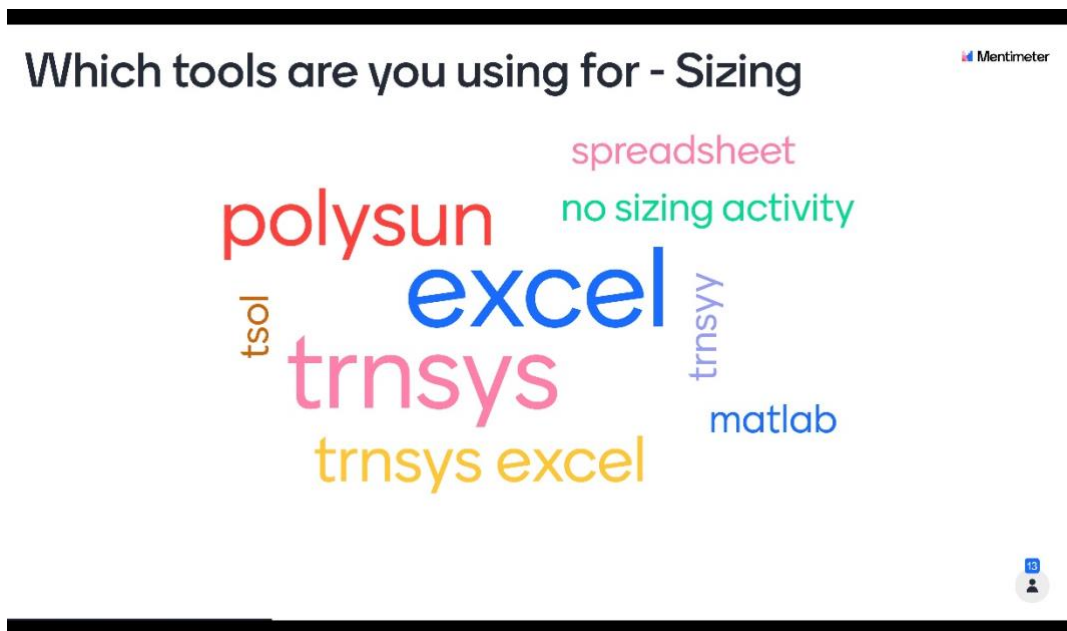 Which tools are you using for - Sizing
Mentimeter
spreadsheet
polysun
no sizing activity
excel
tsol
trnsyy
trnsys
matlab
trnsys excel
13